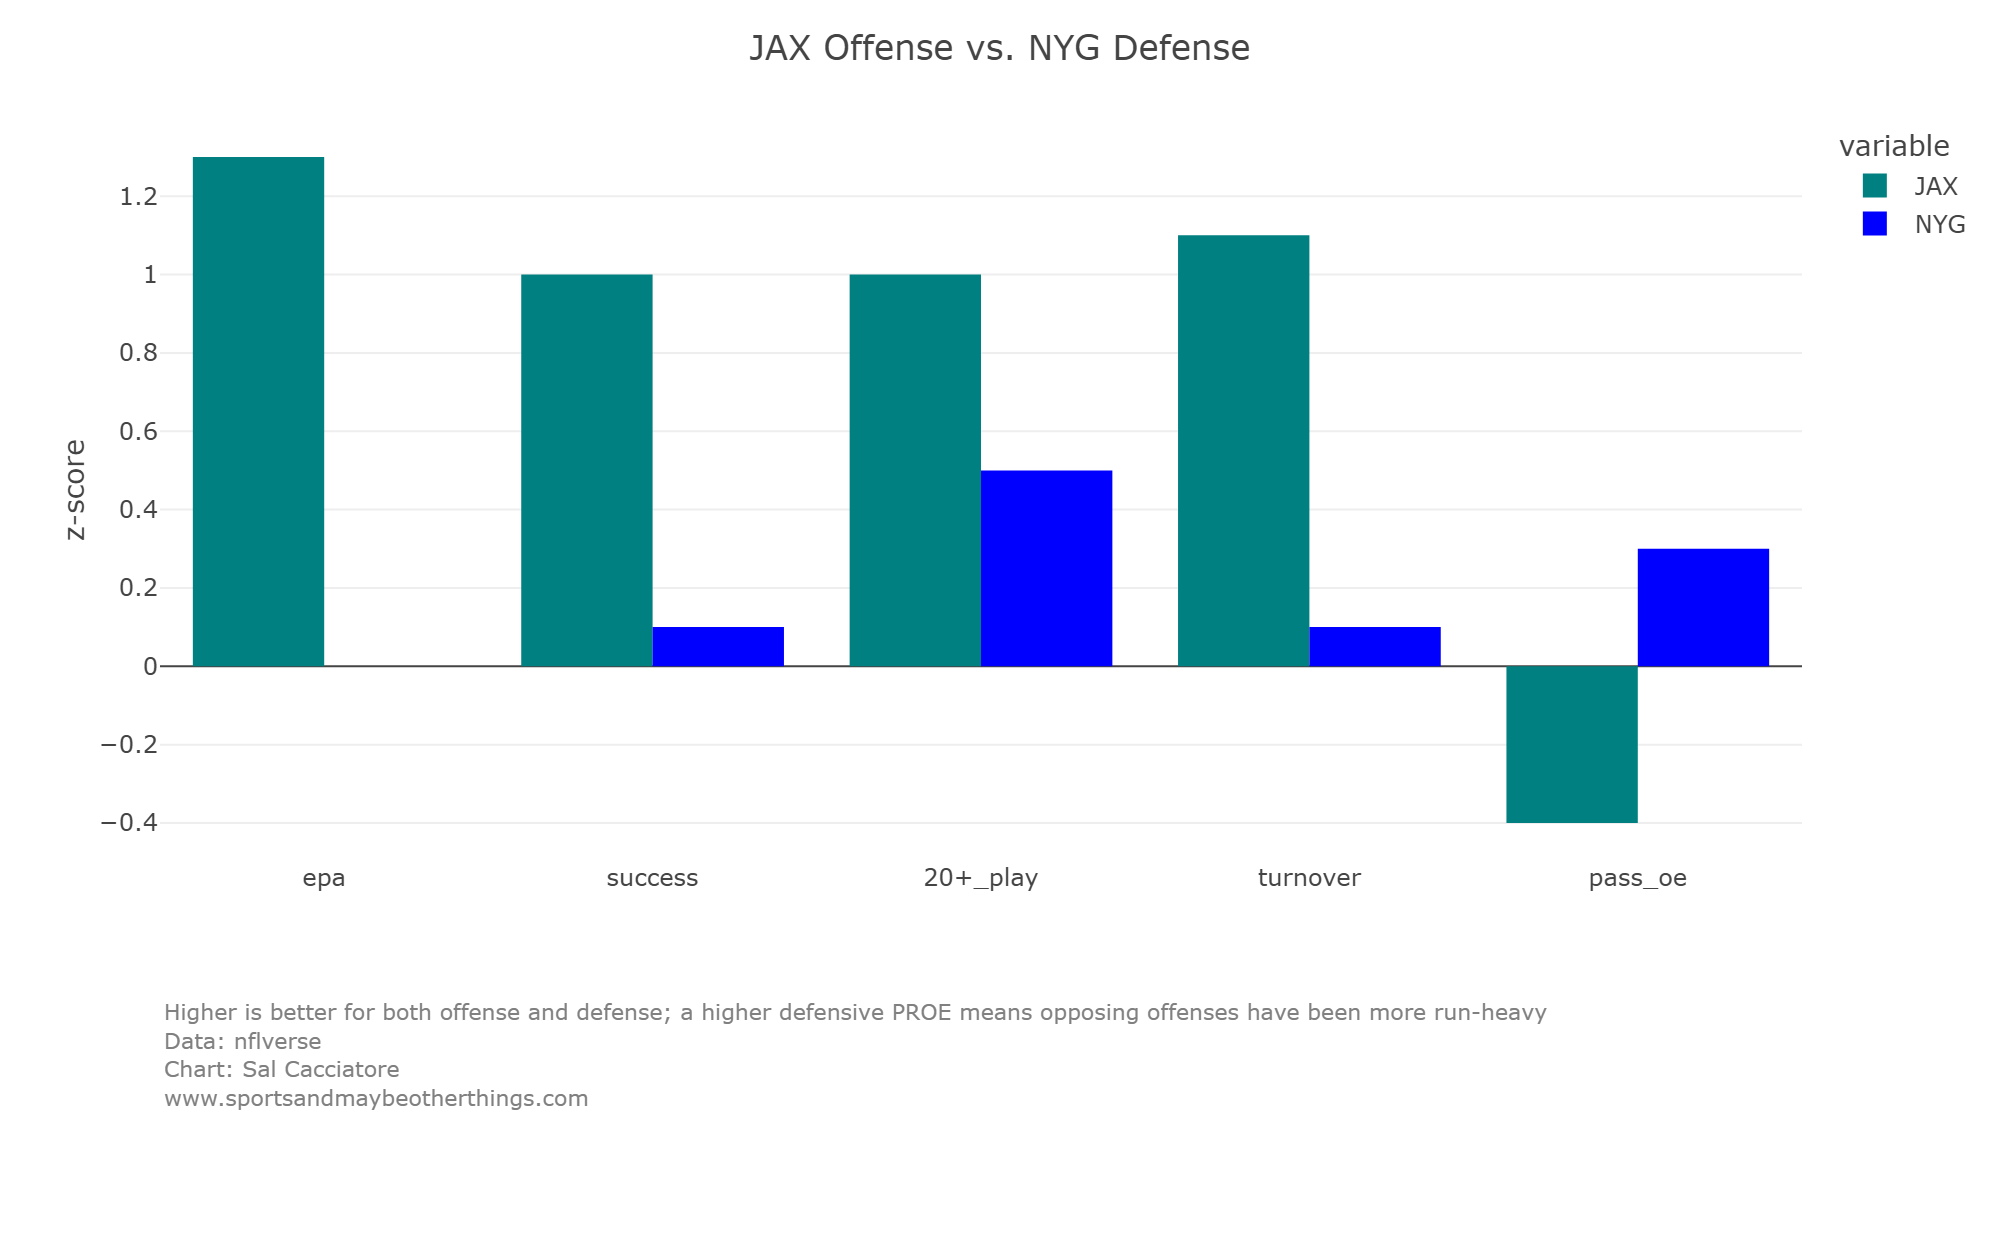 JAX Offense vs. NYG Defense
variable
JAX
NYG
1.2
1
0.8
0.6
0.4
0.2
0
−0.2
−0.4
z-score
epa
success
20+_play
turnover
pass_oe
Higher is better for both offense and defense; a higher defensive PROE means opposing offenses have been more run-heavy
Data: nflverse
Chart: Sal Cacciatore
www.sportsandmaybeotherthings.com